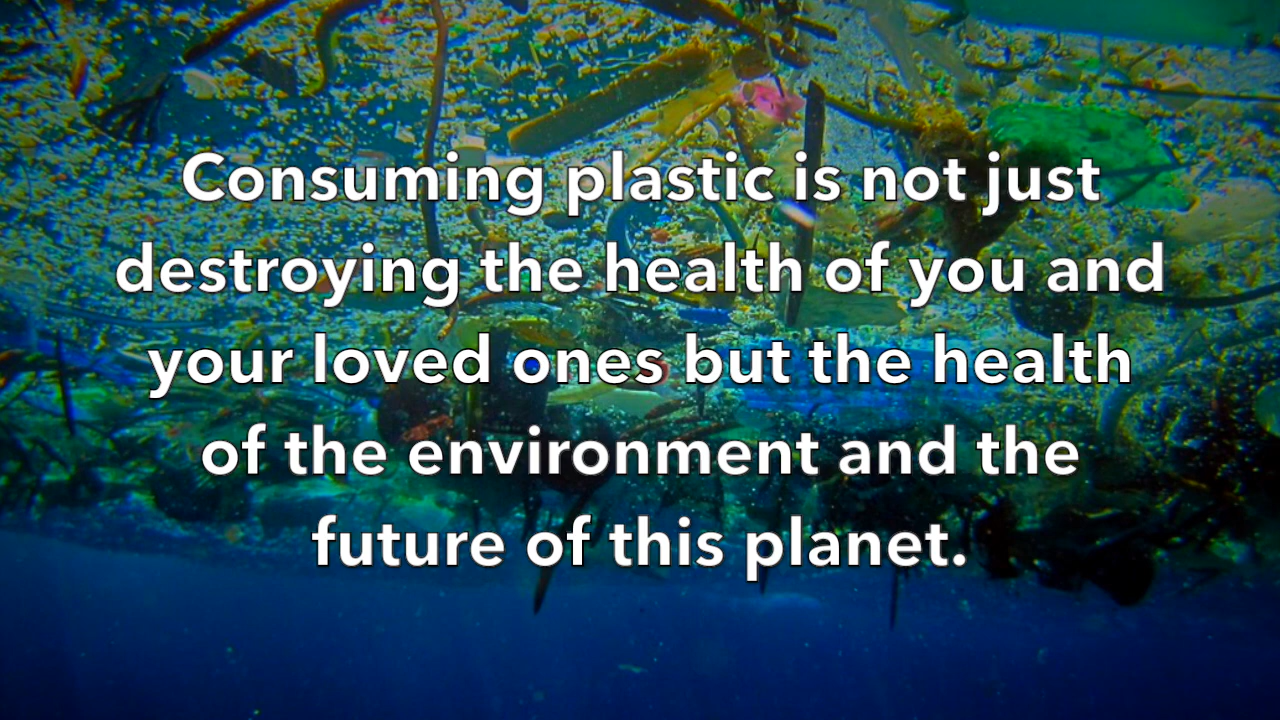 Consuming plastic is not just
destroying the health of you and
your loved ones but the health
of the environment and the
future of this planet.